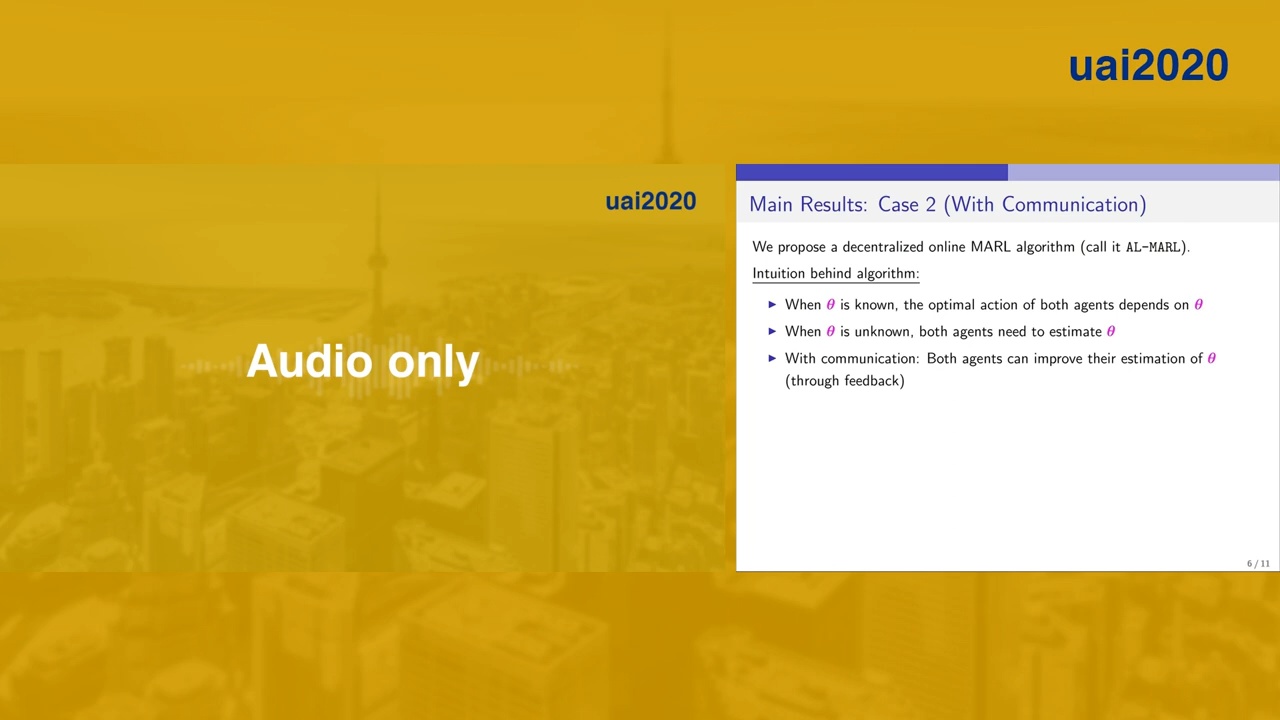 uai2020
uai2020
Audio only
Main Results: Case 2 (With Communication)
We propose a decentralized online MARL algorithm (call it AL-MARL).
Intuition behind algorithm:
▶ When θ is known, the optimal action of both agents depends on θ
▶ When θ is unknown, both agents need to estimate θ
▶ With communication: Both agents can improve their estimation of θ
(through feedback)
6 / 11